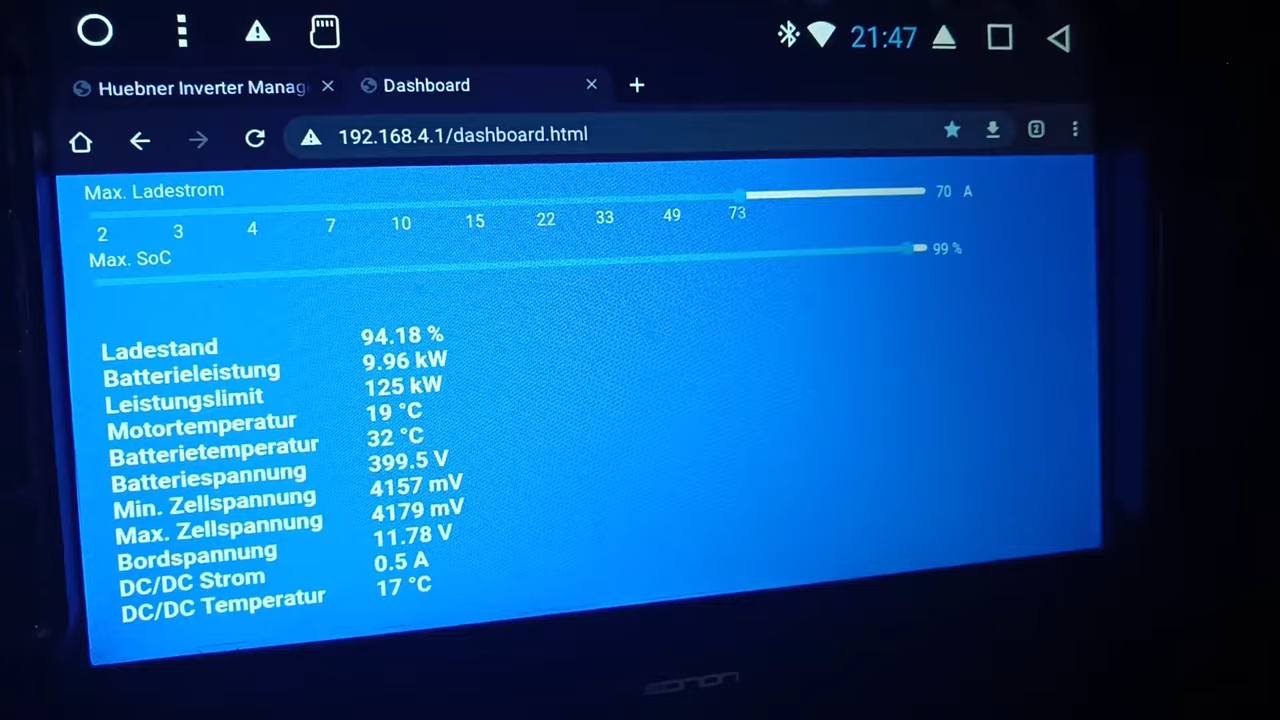 21:47
Huebner Inverter Manag
Dashboard
192.168.4.1/dashboard.html
2
Max. Ladestrom
70 A
2 3 4 7 10 15 22 33 49 73
Max. SoC
99 %
Ladestand 94.18 %
Batterieleistung 9.96 kW
Leistungslimit 125 kW
Motortemperatur 19 °C
Batterietemperatur 32 °C
Batteriespannung 399.5 V
Min. Zellspannung 4157 mV
Max. Zellspannung 4179 mV
Bordspannung 11.78 V
DC/DC Strom 0.5 A
DC/DC Temperatur 17 °C
eonon